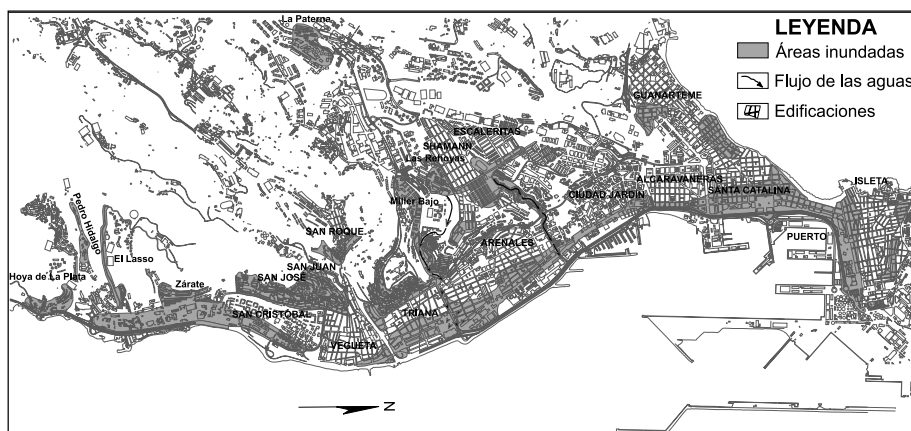 La Paterna
LEYENDA
Áreas inundadas
Flujo de las aguas
Edificaciones
GUANARTEME
ESCALERITAS
SHAMANN
Las Rehoyas
ALCARAVANERAS
CIUDAD JARDÍN
SANTA CATALINA
ISLETA
Miller Bajo
Pedro Hidalgo
SAN ROQUE
ARENALES
PUERTO
El Lasso
SAN JUAN
Hoya de La Plata
SAN JOSÉ
Zárate
SAN CRISTÓBAL
TRIANA
VEGUETA
N